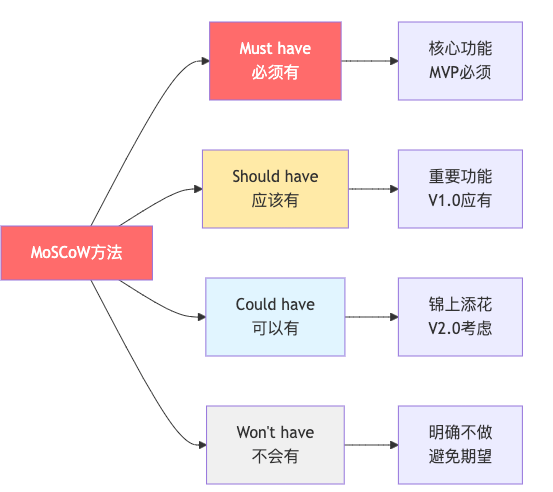 MoSCoW方法
Must have
必须有
核心功能
MVP必须
Should have
应该有
重要功能
V1.0应有
Could have
可以有
锦上添花
V2.0考虑
Won't have
不会有
明确不做
避免期望